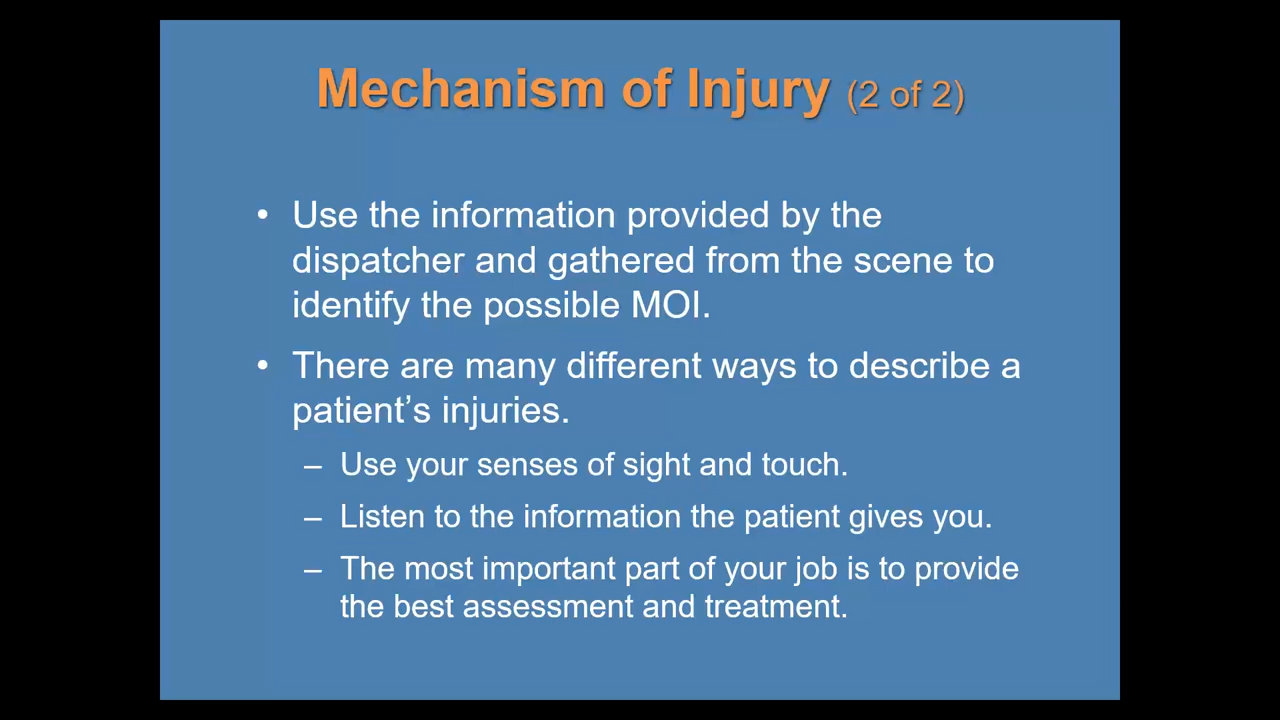 Mechanism of Injury (2 of 2)
• Use the information provided by the
dispatcher and gathered from the scene to
identify the possible MOI.
• There are many different ways to describe a
patient’s injuries.
– Use your senses of sight and touch.
– Listen to the information the patient gives you.
– The most important part of your job is to provide
the best assessment and treatment.